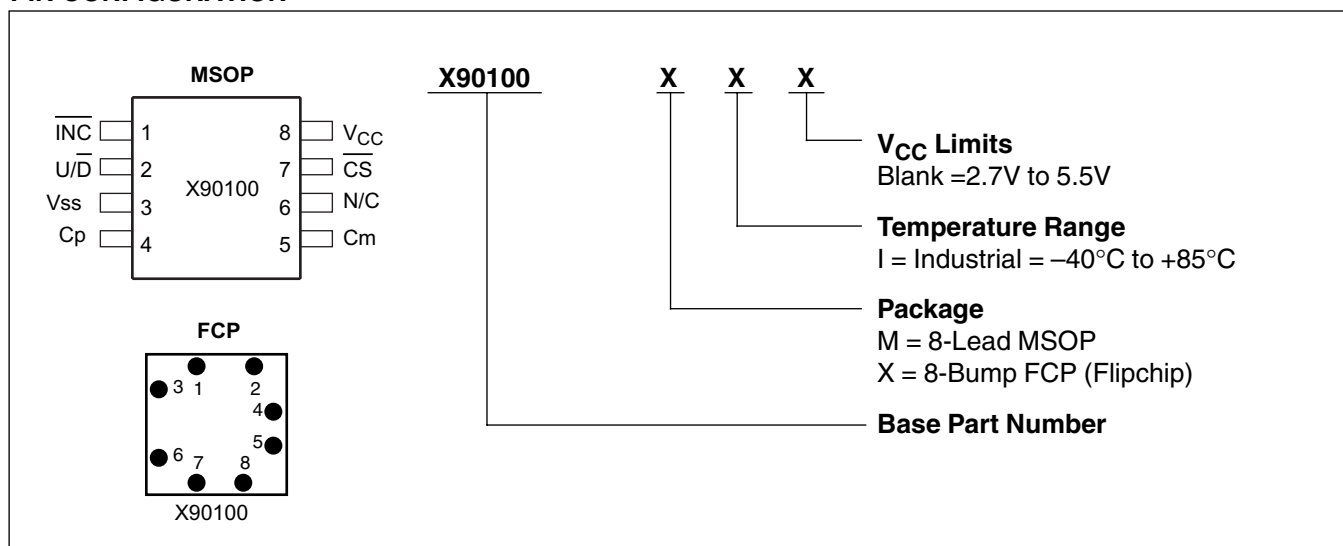 MSOP
INC 1 8 VCC
U/D 2 7 CS
X90100
Vss 3 6 N/C
Cp 4 5 Cm
FCP
3 1 2
4
5
6 7 8
X90100
X90100 X X X
VCC Limits
Blank =2.7V to 5.5V
Temperature Range
I = Industrial = –40°C to +85°C
Package
M = 8-Lead MSOP
X = 8-Bump FCP (Flipchip)
Base Part Number